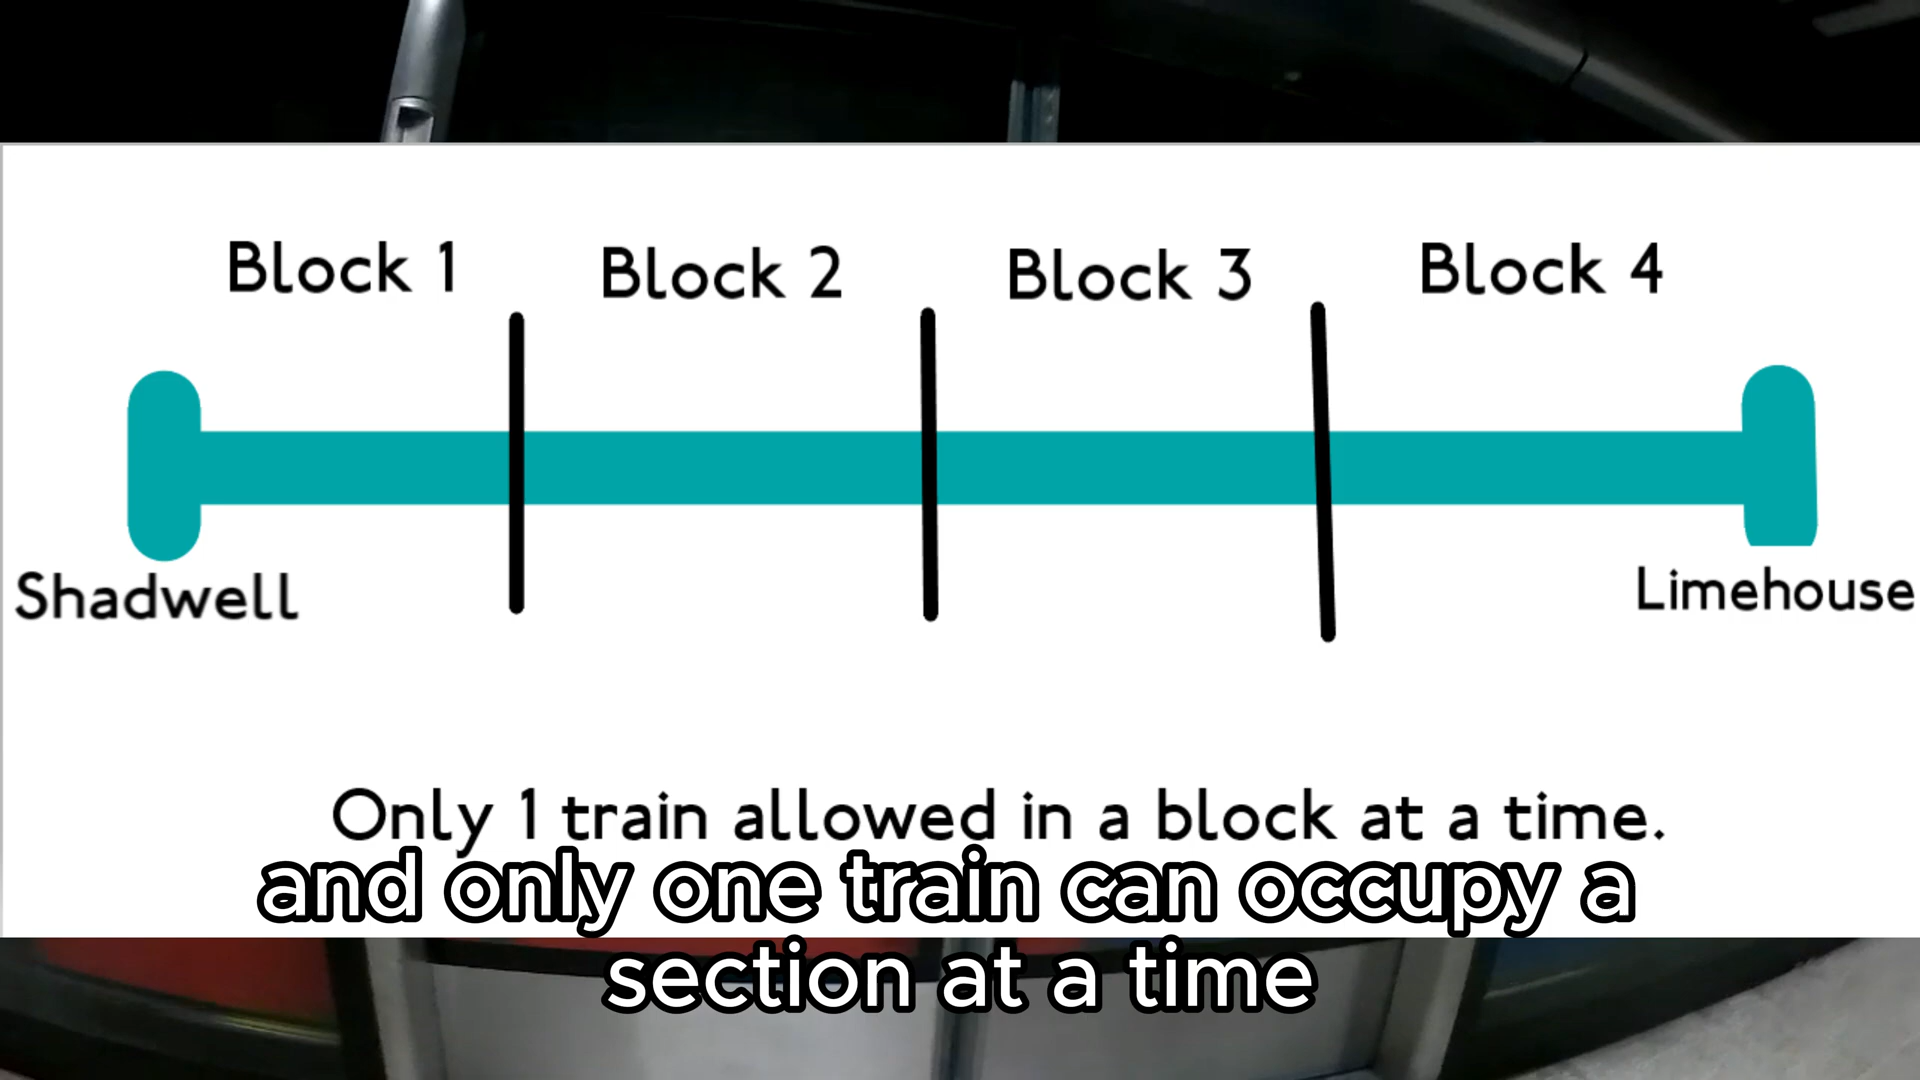 Block 1
Block 2
Block 3
Block 4
Shadwell
Limehouse
Only 1 train allowed in a block at a time.
and only one train can occupy a
section at a time